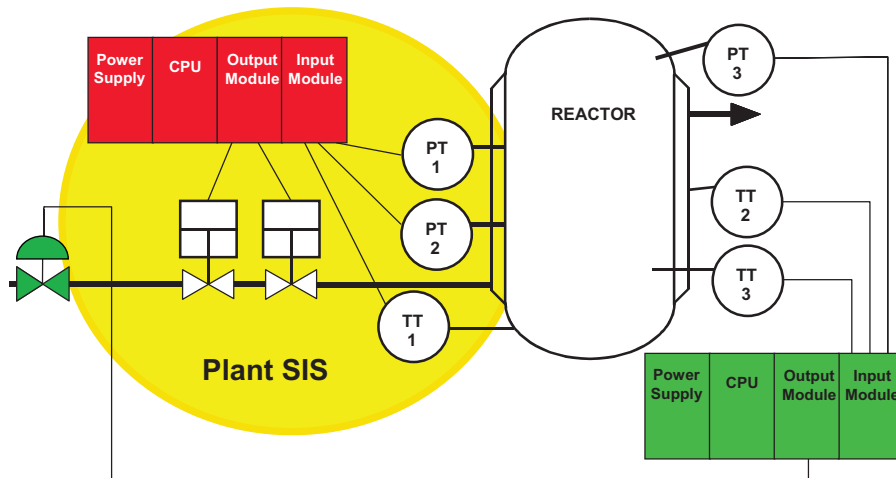 Power
Supply
CPU
Output
Module
Input
Module
PT
1
PT
2
TT
1
REACTOR
PT
3
TT
2
TT
3
Plant SIS
Power
Supply
CPU
Output
Module
Input
Module